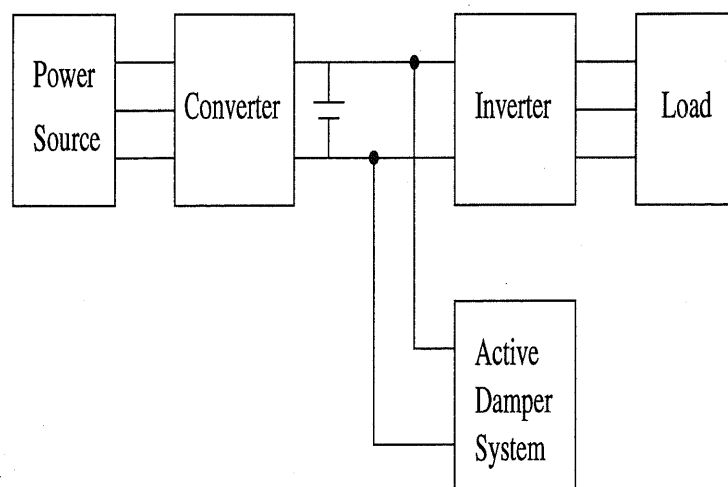 Power
Source
Converter
Inverter
Load
Active
Damper
System